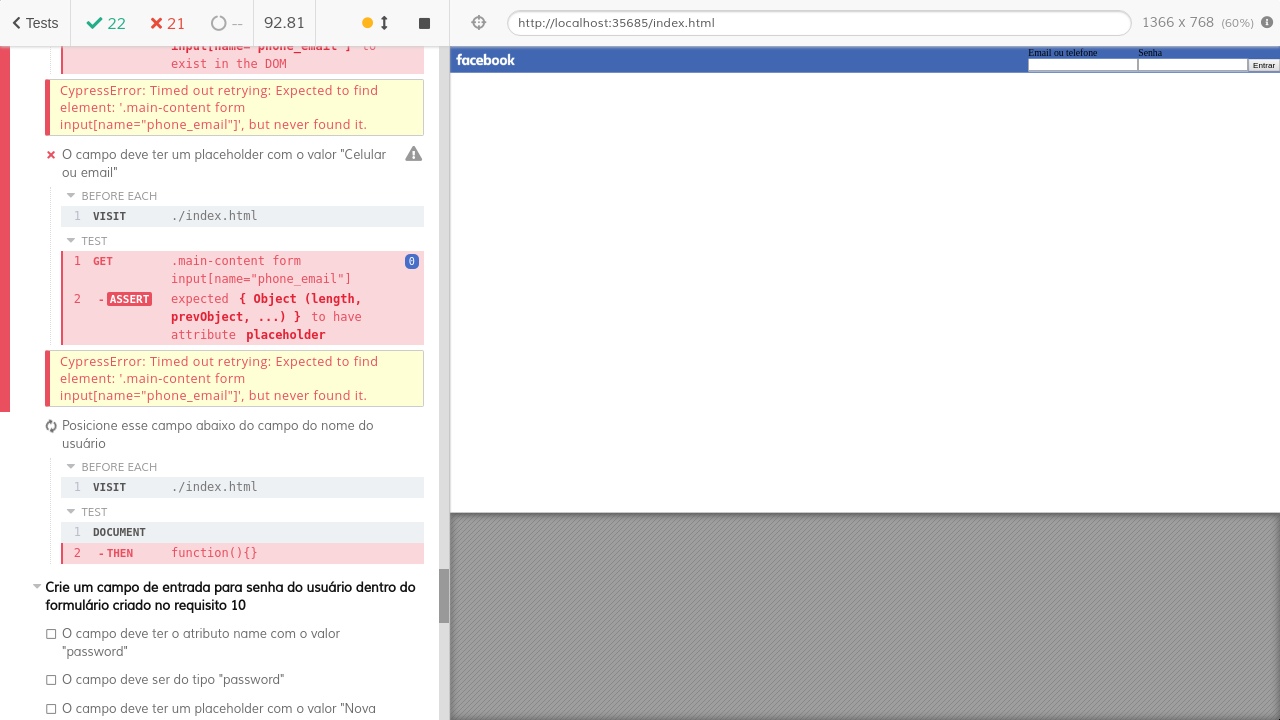 Tests
22
21
--
92.81
http://localhost:35685/index.html
1366 x 768 (60%)
input[name="phone_email"] to
exist in the DOM
CypressError: Timed out retrying: Expected to find
element: '.main-content form
input[name="phone_email"]', but never found it.
O campo deve ter um placeholder com o valor "Celular
ou email"
BEFORE EACH
1 VISIT ./index.html
TEST
1 GET .main-content form 0
input[name="phone_email"]
2 -ASSERT expected { Object (length,
prevObject, ...) } to have
attribute placeholder
CypressError: Timed out retrying: Expected to find
element: '.main-content form
input[name="phone_email"]', but never found it.
Posicione esse campo abaixo do campo do nome do
usuário
BEFORE EACH
1 VISIT ./index.html
TEST
1 DOCUMENT
2 -THEN function(){}
Crie um campo de entrada para senha do usuário dentro do
formulário criado no requisito 10
O campo deve ter o atributo name com o valor
"password"
O campo deve ser do tipo "password"
O campo deve ter um placeholder com o valor "Nova
facebook
Email ou telefone
Senha
Entrar